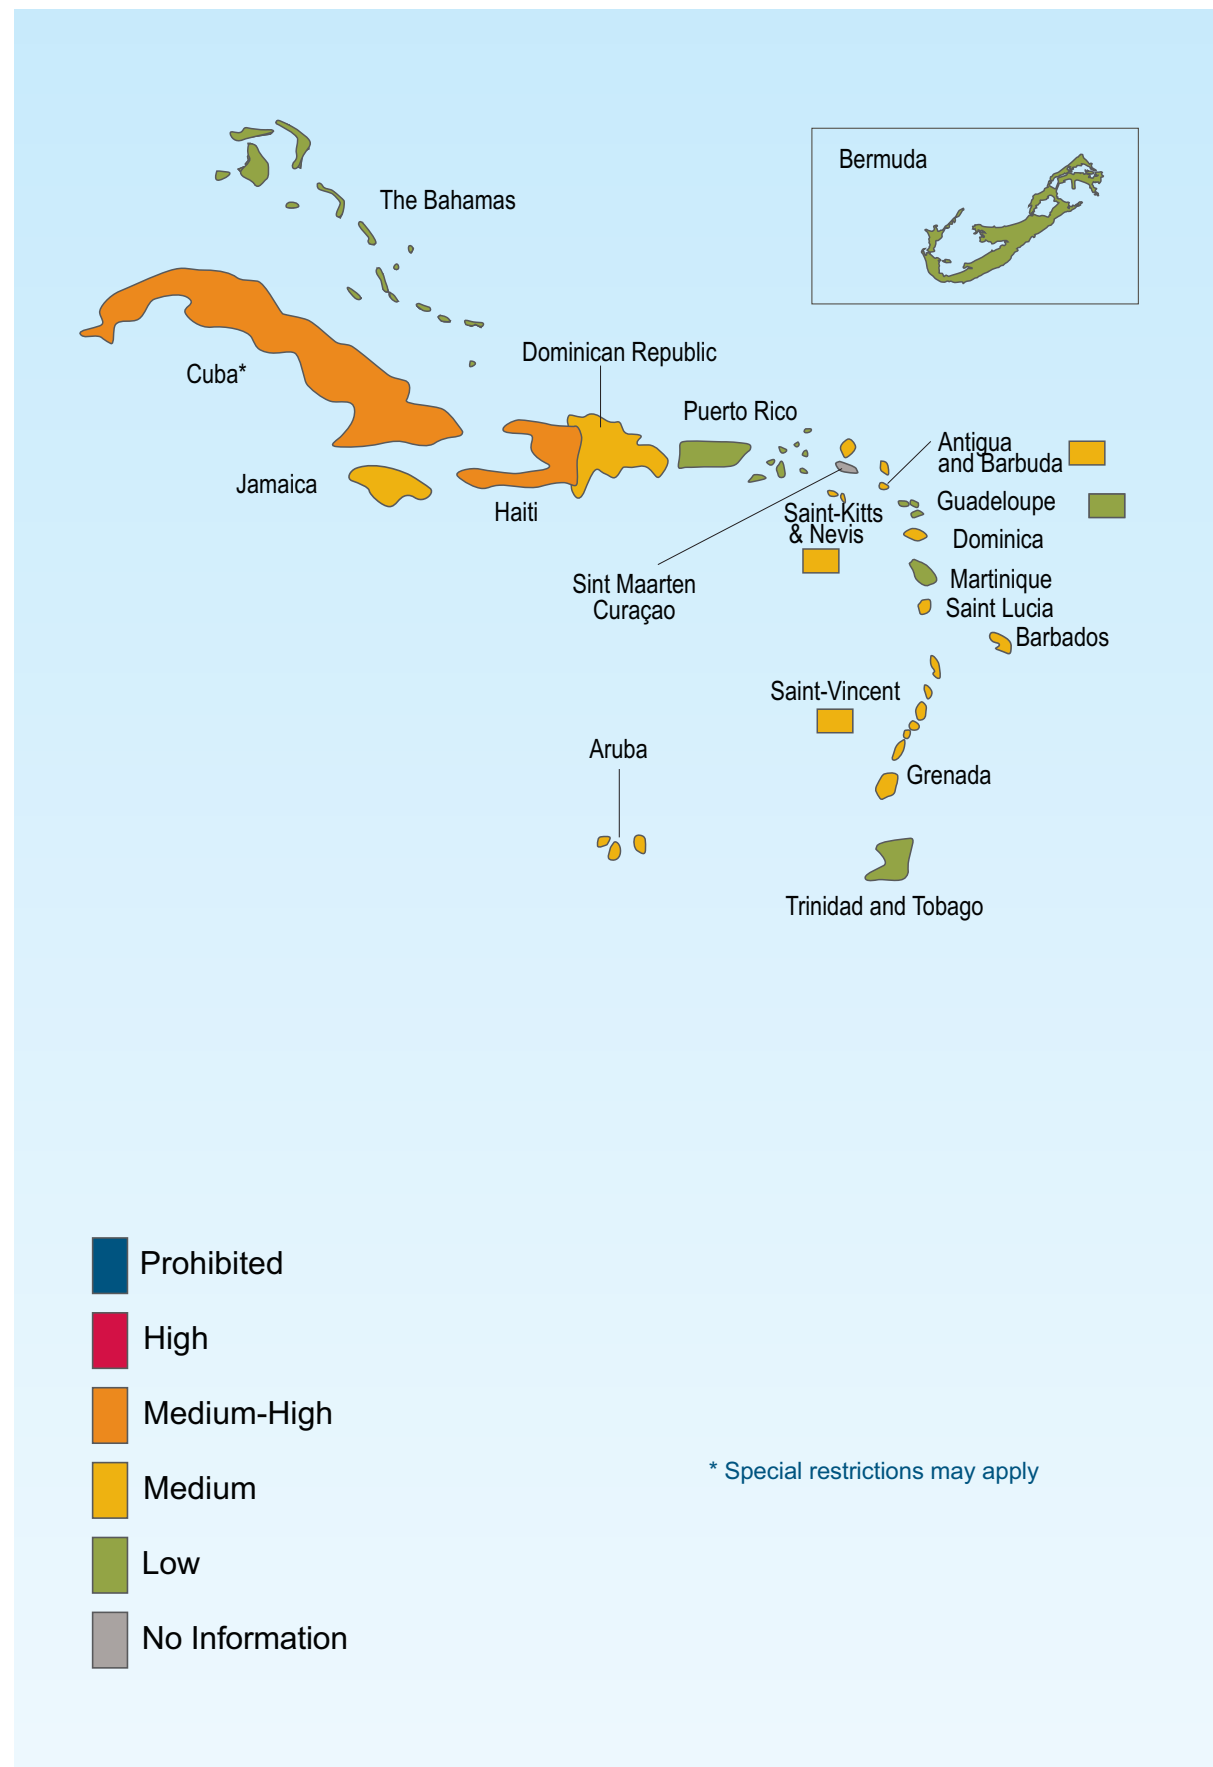 Bermuda
The Bahamas
Dominican Republic
Cuba*
Puerto Rico
Antigua
and Barbuda
Jamaica
Haiti
Guadeloupe
Saint-Kitts
& Nevis
Dominica
Sint Maarten
Curaçao
Martinique
Saint Lucia
Barbados
Saint-Vincent
Aruba
Grenada
Trinidad and Tobago
Prohibited
High
Medium-High
Medium
Low
No Information
* Special restrictions may apply